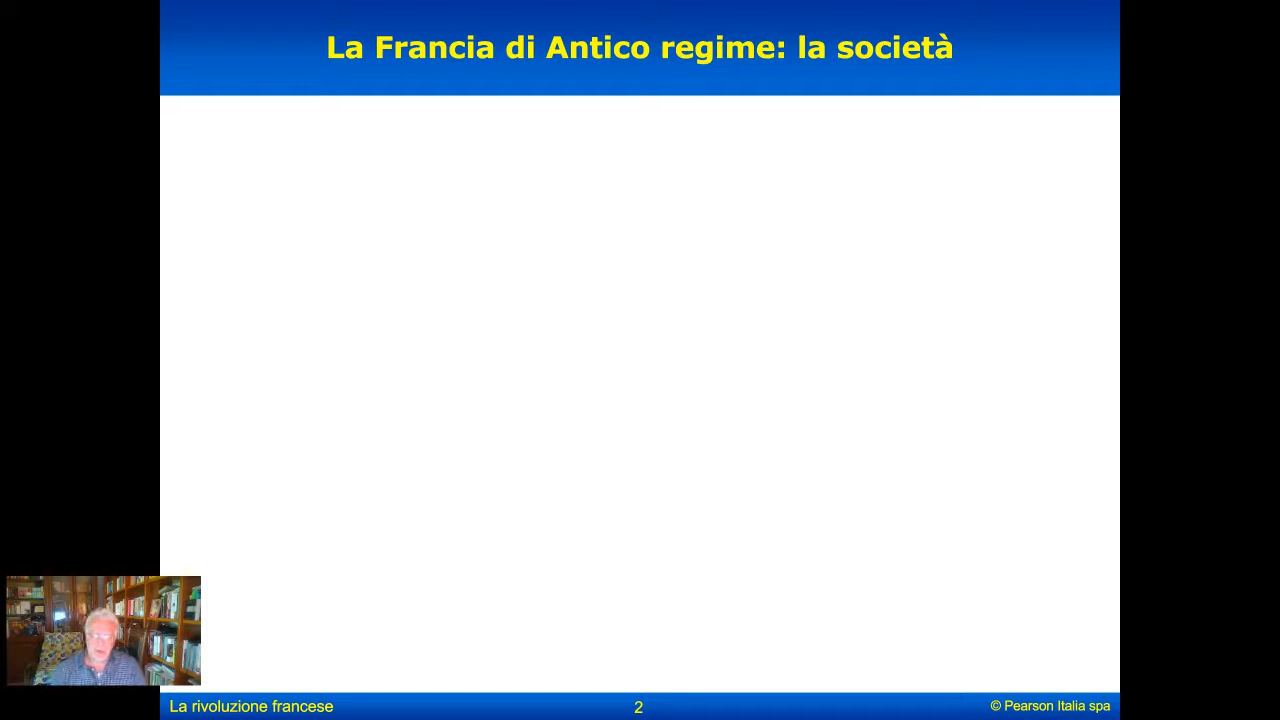 La Francia di Antico regime: la società
La rivoluzione francese
2
© Pearson Italia spa